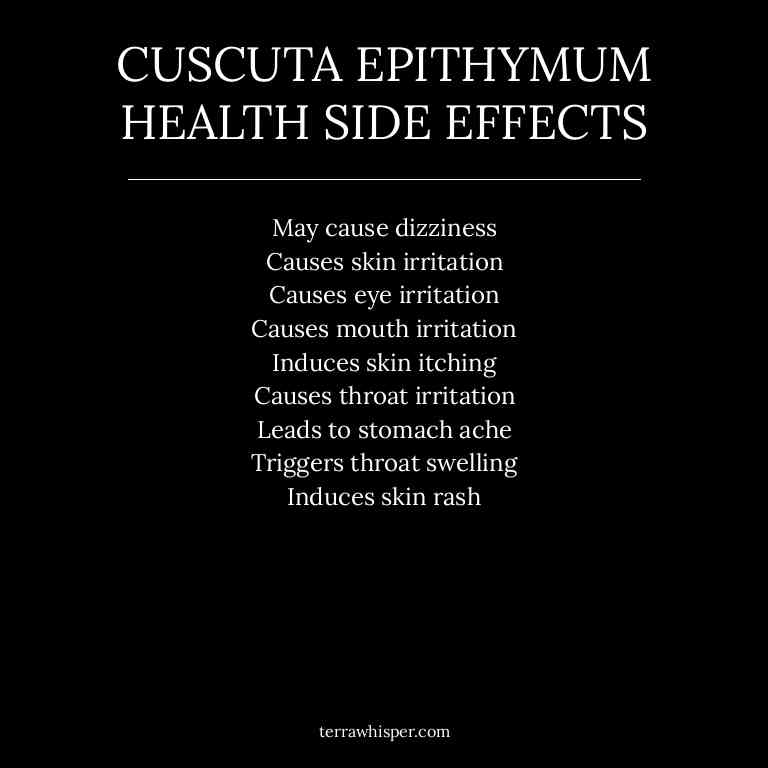 CUSCUTA EPITHYMUM
HEALTH SIDE EFFECTS
May cause dizziness
Causes skin irritation
Causes eye irritation
Causes mouth irritation
Induces skin itching
Causes throat irritation
Leads to stomach ache
Triggers throat swelling
Induces skin rash
terrawhisper.com